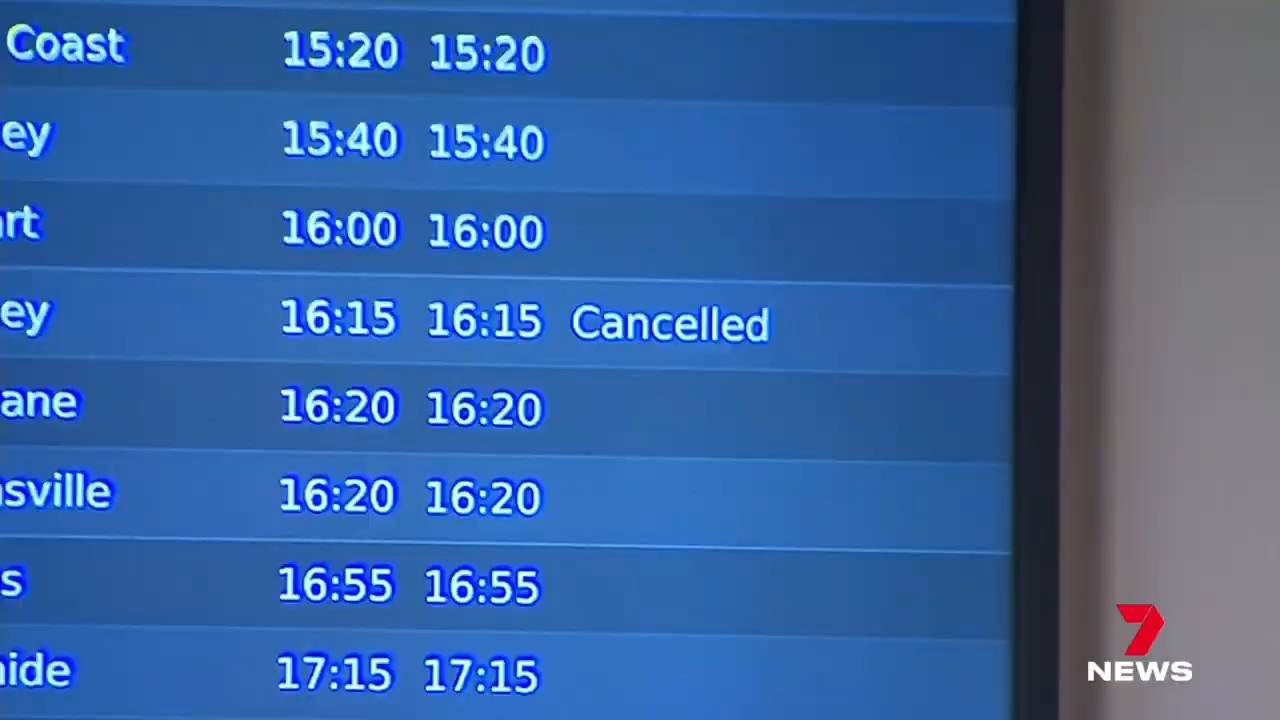 Coast 15:20 15:20
ey 15:40 15:40
art 16:00 16:00
ey 16:15 16:15 Cancelled
ane 16:20 16:20
sville 16:20 16:20
s 16:55 16:55
ide 17:15 17:15
7
NEWS